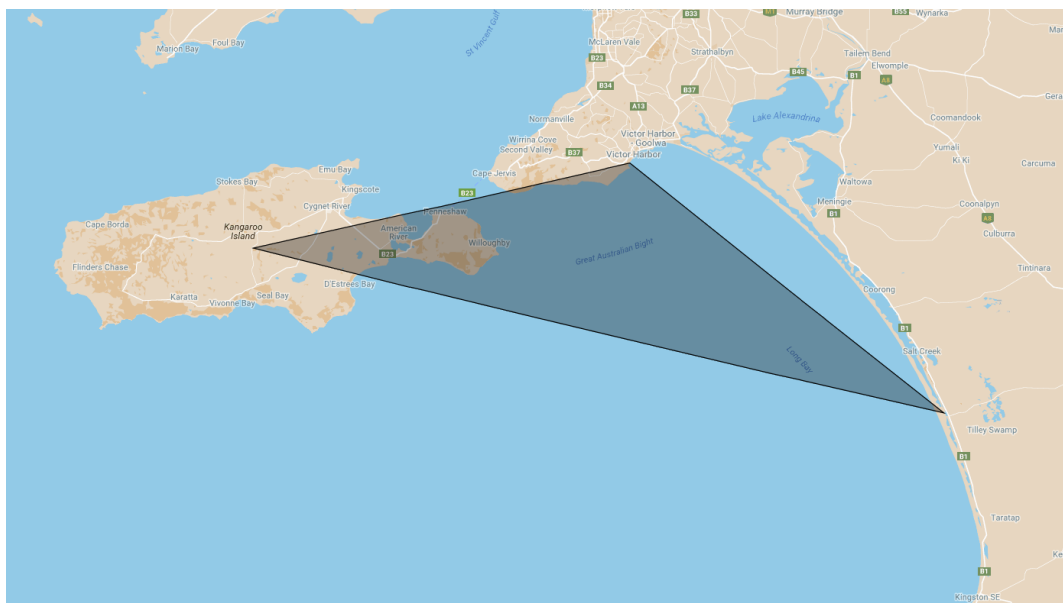 B33
Murray Bridge
B55
Wynarka
Marion Bay
Foul Bay
St Vincent Gulf
McLaren Vale
Strathalbyn
Tailem Bend
Elwomple
B23
B45
B1
A8
B34
B37
A13
Coomandook
Normanville
Lake Alexandrina
Victor Harbor
- Goolwa
Wirrina Cove
Second Valley
B37
Victor Harbor
Yumali
Ki Ki
Carcuma
Emu Bay
Cape Jervis
Stokes Bay
Kingscote
B23
Waltowa
Meningie
Coonalpyn
Cygnet River
Penneshaw
B1
A8
Cape Borda
Kangaroo
Island
American
River
Willoughby
Culburra
B23
Great Australian Bight
Flinders Chase
Tintinara
D'Estrees Bay
Coorong
Karatta
Seal Bay
Vivonne Bay
B1
Salt Creek
Long Bay
Tilley Swamp
B1
Taratap
B1
Kingston SE